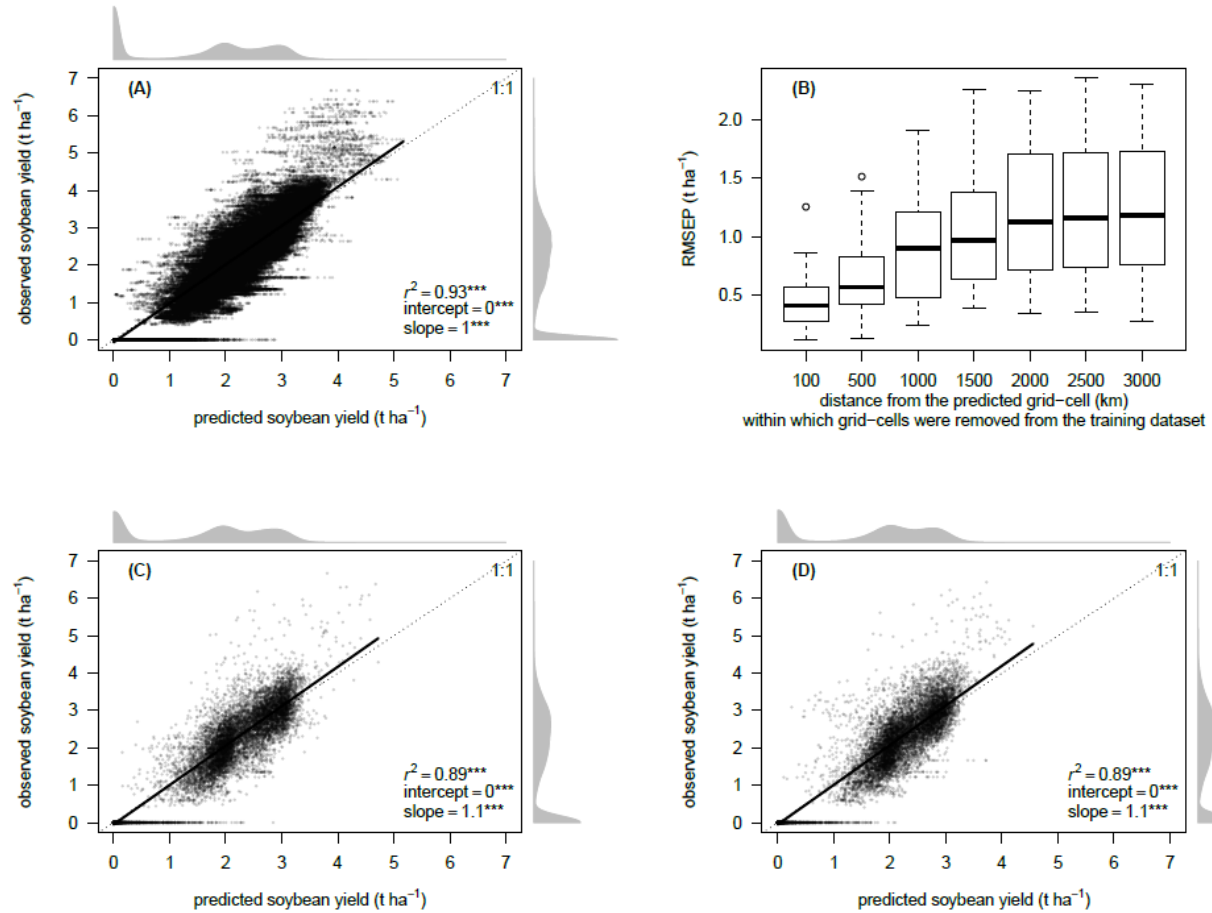 7
6
5
4
3
2
1
0
observed soybean yield (t ha−1)
(A)
1:1
r2 = 0.93***
intercept = 0***
slope = 1***
0 1 2 3 4 5 6 7
predicted soybean yield (t ha−1)
(B)
2.0
1.5
1.0
0.5
RMSEP (t ha−1)
100 500 1000 1500 2000 2500 3000
distance from the predicted grid−cell (km)
within which grid−cells were removed from the training dataset
7
6
5
4
3
2
1
0
observed soybean yield (t ha−1)
(C)
1:1
r2 = 0.89***
intercept = 0***
slope = 1.1***
0 1 2 3 4 5 6 7
predicted soybean yield (t ha−1)
7
6
5
4
3
2
1
0
observed soybean yield (t ha−1)
(D)
1:1
r2 = 0.89***
intercept = 0***
slope = 1.1***
0 1 2 3 4 5 6 7
predicted soybean yield (t ha−1)